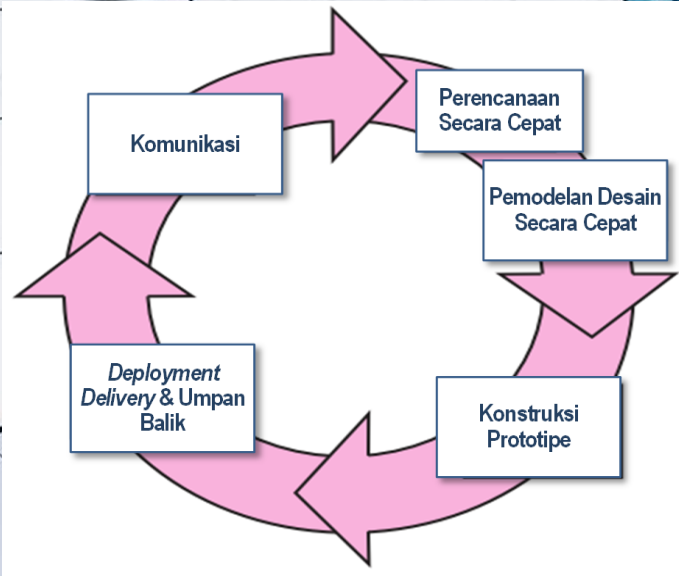 Komunikasi
Perencanaan
Secara Cepat
Pemodelan Desain
Secara Cepat
Konstruksi
Prototipe
Deployment
Delivery & Umpan
Balik